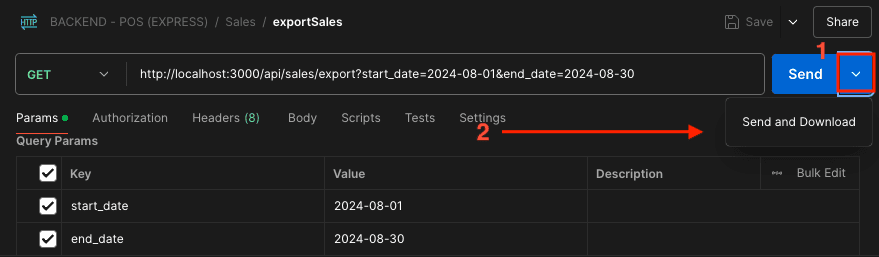 HTTP BACKEND - POS (EXPRESS) / Sales / exportSales Save Share
1
GET http://localhost:3000/api/sales/export?start_date=2024-08-01&end_date=2024-08-30 Send
Params Authorization Headers (8) Body Scripts Tests Settings
2 Send and Download
Query Params
Key Value Description Bulk Edit
start_date 2024-08-01
end_date 2024-08-30